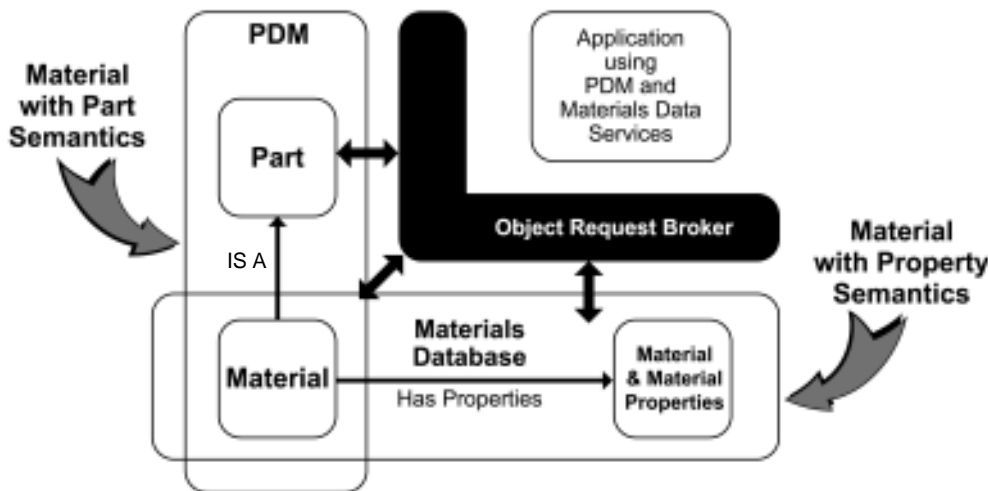 PDM
Material
with Part
Semantics
Part
Application
using
PDM and
Materials Data
Services
Object Request Broker
IS A
Material
with Property
Semantics
Material
Materials
Database
Has Properties
Material
& Material
Properties